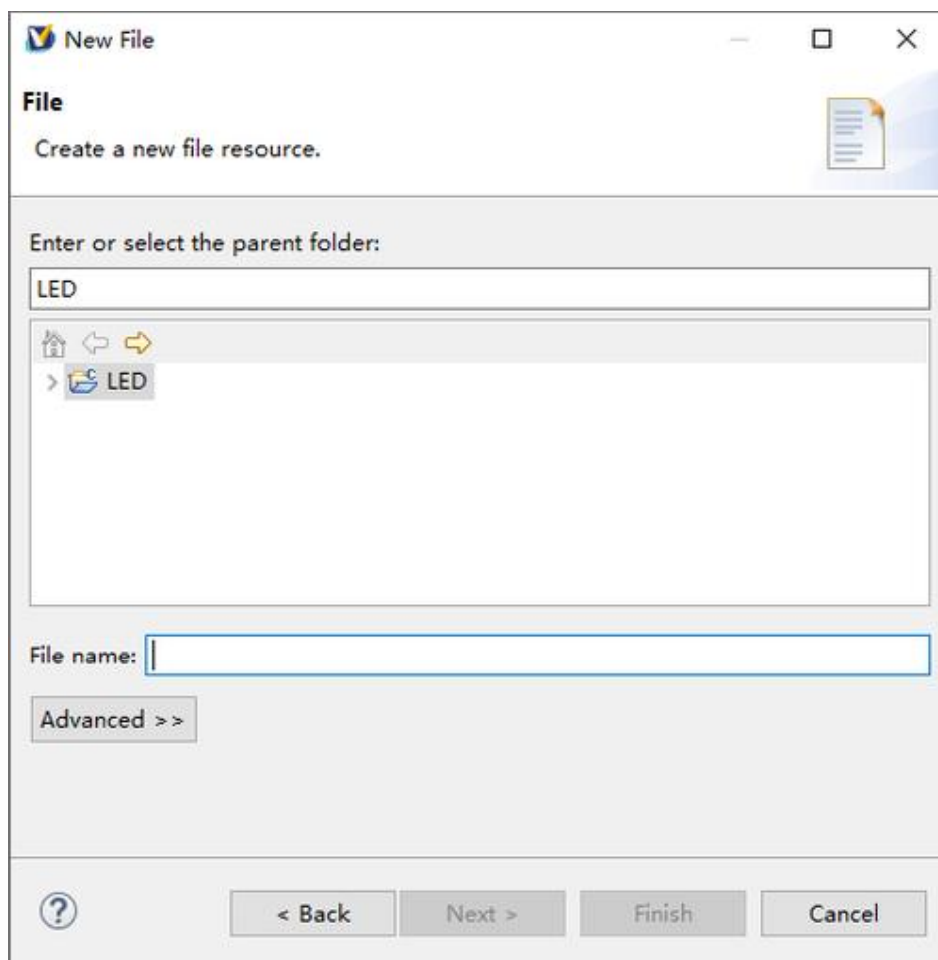 New File
File
Create a new file resource.
Enter or select the parent folder:
LED
LED
File name:
Advanced >>
< Back Next > Finish Cancel